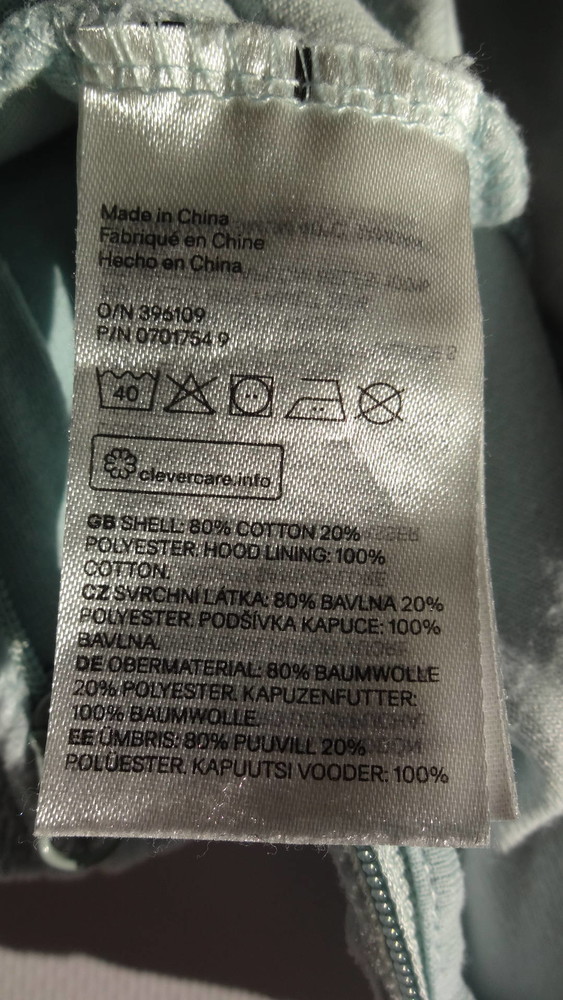 Made in China
Fabriqué en Chine
Hecho en China
O/N 396109
P/N 0701754 9
40
clevercare.info
GB SHELL: 80% COTTON 20%
POLYESTER. HOOD LINING: 100%
COTTON.
CZ SVRCHNÍ LÁTKA: 80% BAVLNA 20%
POLYESTER. PODŠÍVKA KAPUCE: 100%
BAVLNA.
DE OBERMATERIAL: 80% BAUMWOLLE
20% POLYESTER. KAPUZENFUTTER:
100% BAUMWOLLE.
EE ÜMBRIS: 80% PUUVILL 20%
POLÜESTER. KAPUUTSI VOODER: 100%